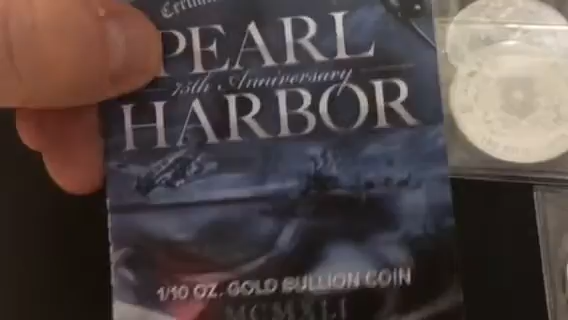 PEARL
75th Anniversary
HARBOR
1/10 OZ. GOLD BULLION COIN
MCMXLI